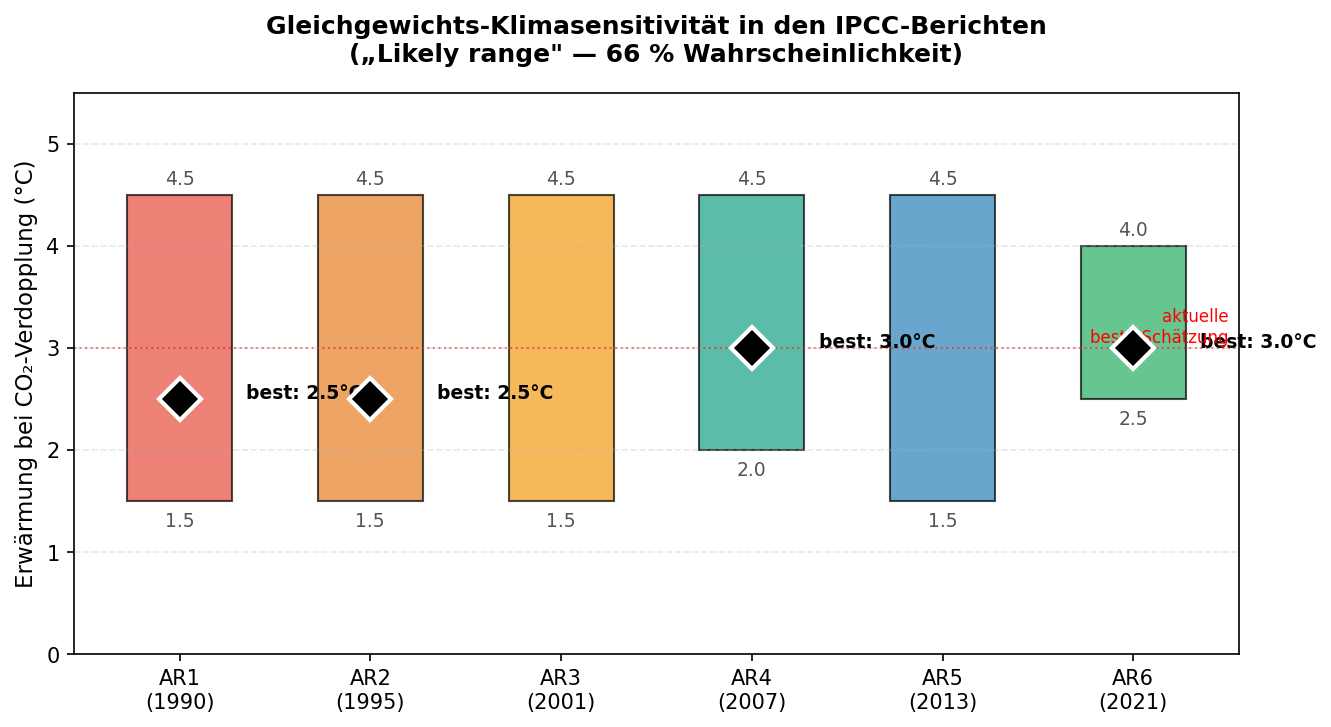 Gleichgewichts-Klimasensitivität in den IPCC-Berichten
(„Likely range" — 66 % Wahrscheinlichkeit)
Erwärmung bei CO₂-Verdopplung (°C)
5
4
3
2
1
0
4.5
4.5
4.5
4.5
4.5
4.0
aktuelle
beste Schätzung
best: 2.5°C
best: 2.5°C
best: 3.0°C
best: 3.0°C
1.5
1.5
1.5
2.0
1.5
2.5
AR1
(1990)
AR2
(1995)
AR3
(2001)
AR4
(2007)
AR5
(2013)
AR6
(2021)